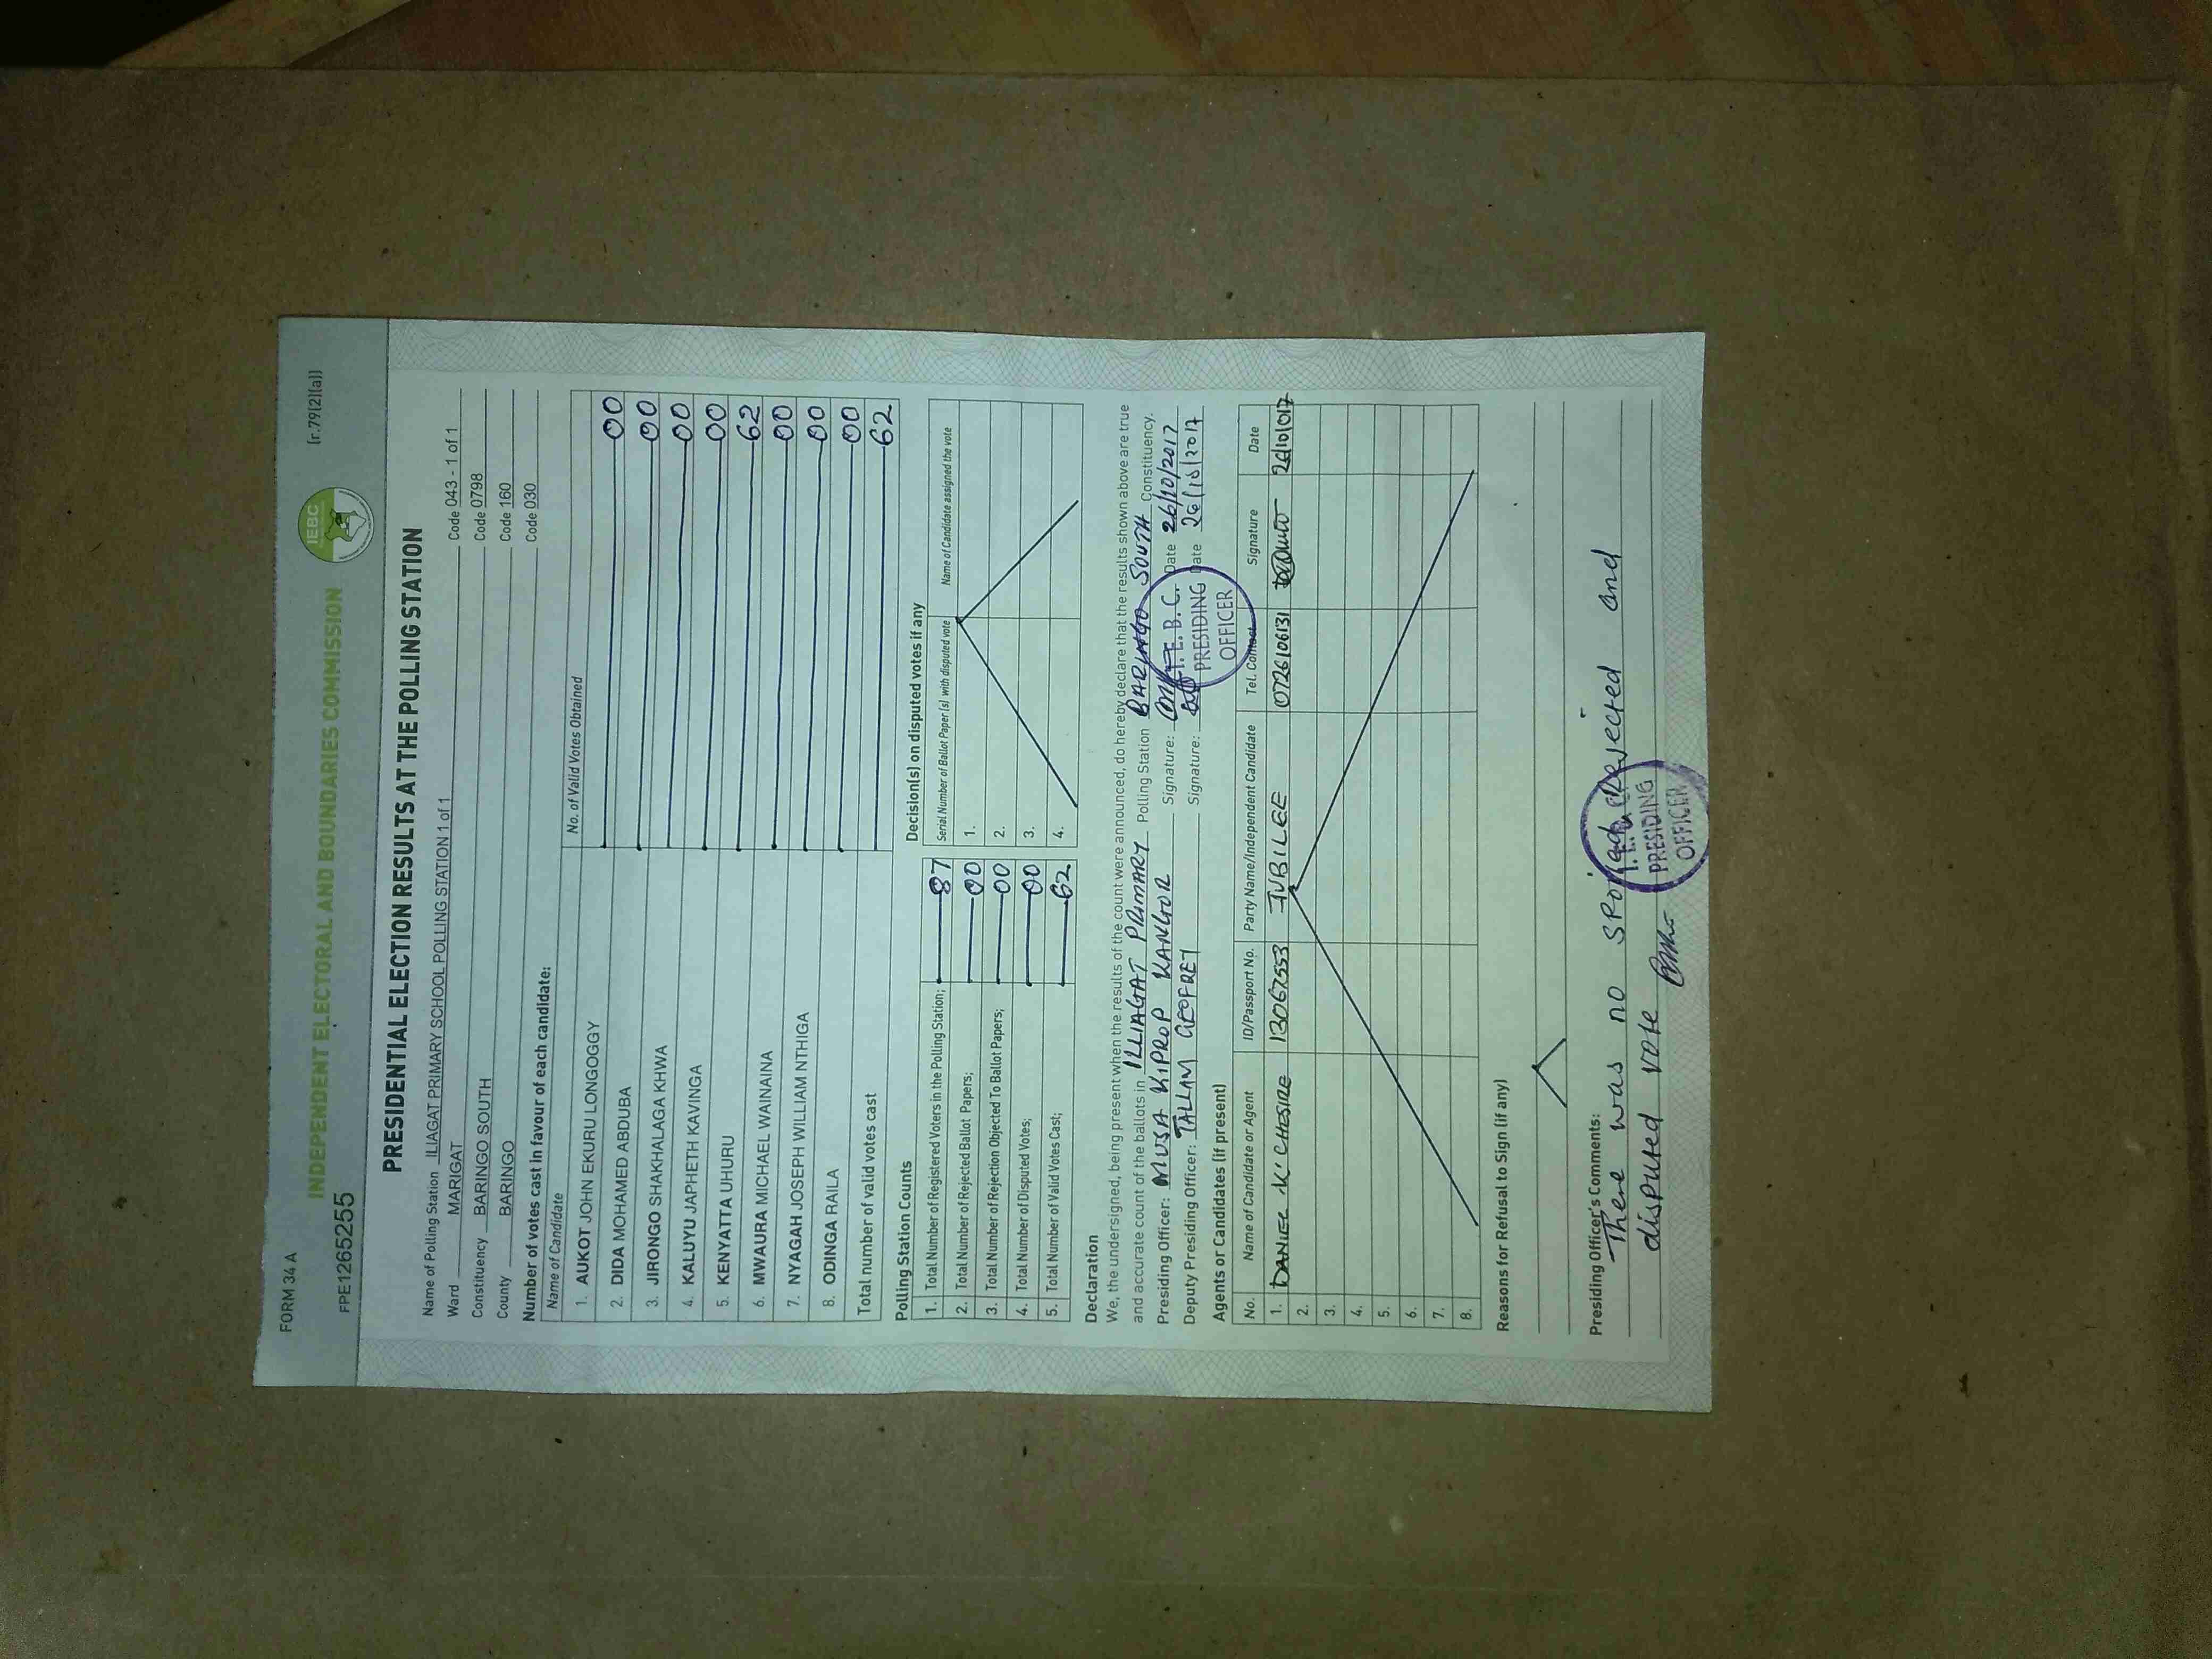 FORM 34 A
(r.79(2)(a))
IEBC
INDEPENDENT ELECTORAL AND BOUNDARIES COMMISSION
FPE1265255
PRESIDENTIAL ELECTION RESULTS AT THE POLLING STATION
Name of Polling Station ILIAGAT PRIMARY SCHOOL POLLING STATION 1 of 1 Code 043 - 1 of 1
Ward MARIGAT Code 0798
Constituency BARINGO SOUTH Code 160
County BARINGO Code 030
Number of votes cast in favour of each candidate:
Name of Candidate No. of Valid Votes Obtained
1. AUKOT JOHN EKURU LONGOGGY 00
2. DIDA MOHAMED ABDUBA 00
3. JIRONGO SHAKHALAGA KHWA 00
4. KALUYU JAPHETH KAVINGA 00
5. KENYATTA UHURU 62
6. MWAURA MICHAEL WAINAINA 00
7. NYAGAH JOSEPH WILLIAM NTHIGA 00
8. ODINGA RAILA 00
Total number of valid votes cast 62
Polling Station Counts
1. Total Number of Registered Voters in the Polling Station; 87
2. Total Number of Rejected Ballot Papers; 00
3. Total Number of Rejection Objected To Ballot Papers; 00
4. Total Number of Disputed Votes; 00
5. Total Number of Valid Votes Cast; 62
Decision(s) on disputed votes if any
Serial Number of Ballot Paper (s) with disputed vote Name of Candidate assigned the vote
1.
2.
3.
4.
Declaration
We, the undersigned, being present when the results of the count were announced, do hereby declare that the results shown above are true
and accurate count of the ballots in ILLIAGAT PRIMARY Polling Station BARINGO SOUTH Constituency.
Presiding Officer: MUSA KIPROP KANGOR Signature: Date 26/10/2017
Deputy Presiding Officer: TALLAM GEOFREY Signature: Date 26/10/2017
I.E.B.C.
PRESIDING
OFFICER
Agents or Candidates (if present)
No. Name of Candidate or Agent ID/Passport No. Party Name/Independent Candidate Tel. Contact Signature Date
1. DANIEL K. CHESIRE 13067553 JUBILEE 0726106131 26/10/017
2.
3.
4.
5.
6.
7.
8.
Reasons for Refusal to Sign (if any)
Presiding Officer's Comments:
There was no rejected and
disputed vote
PRESIDING
OFFICER